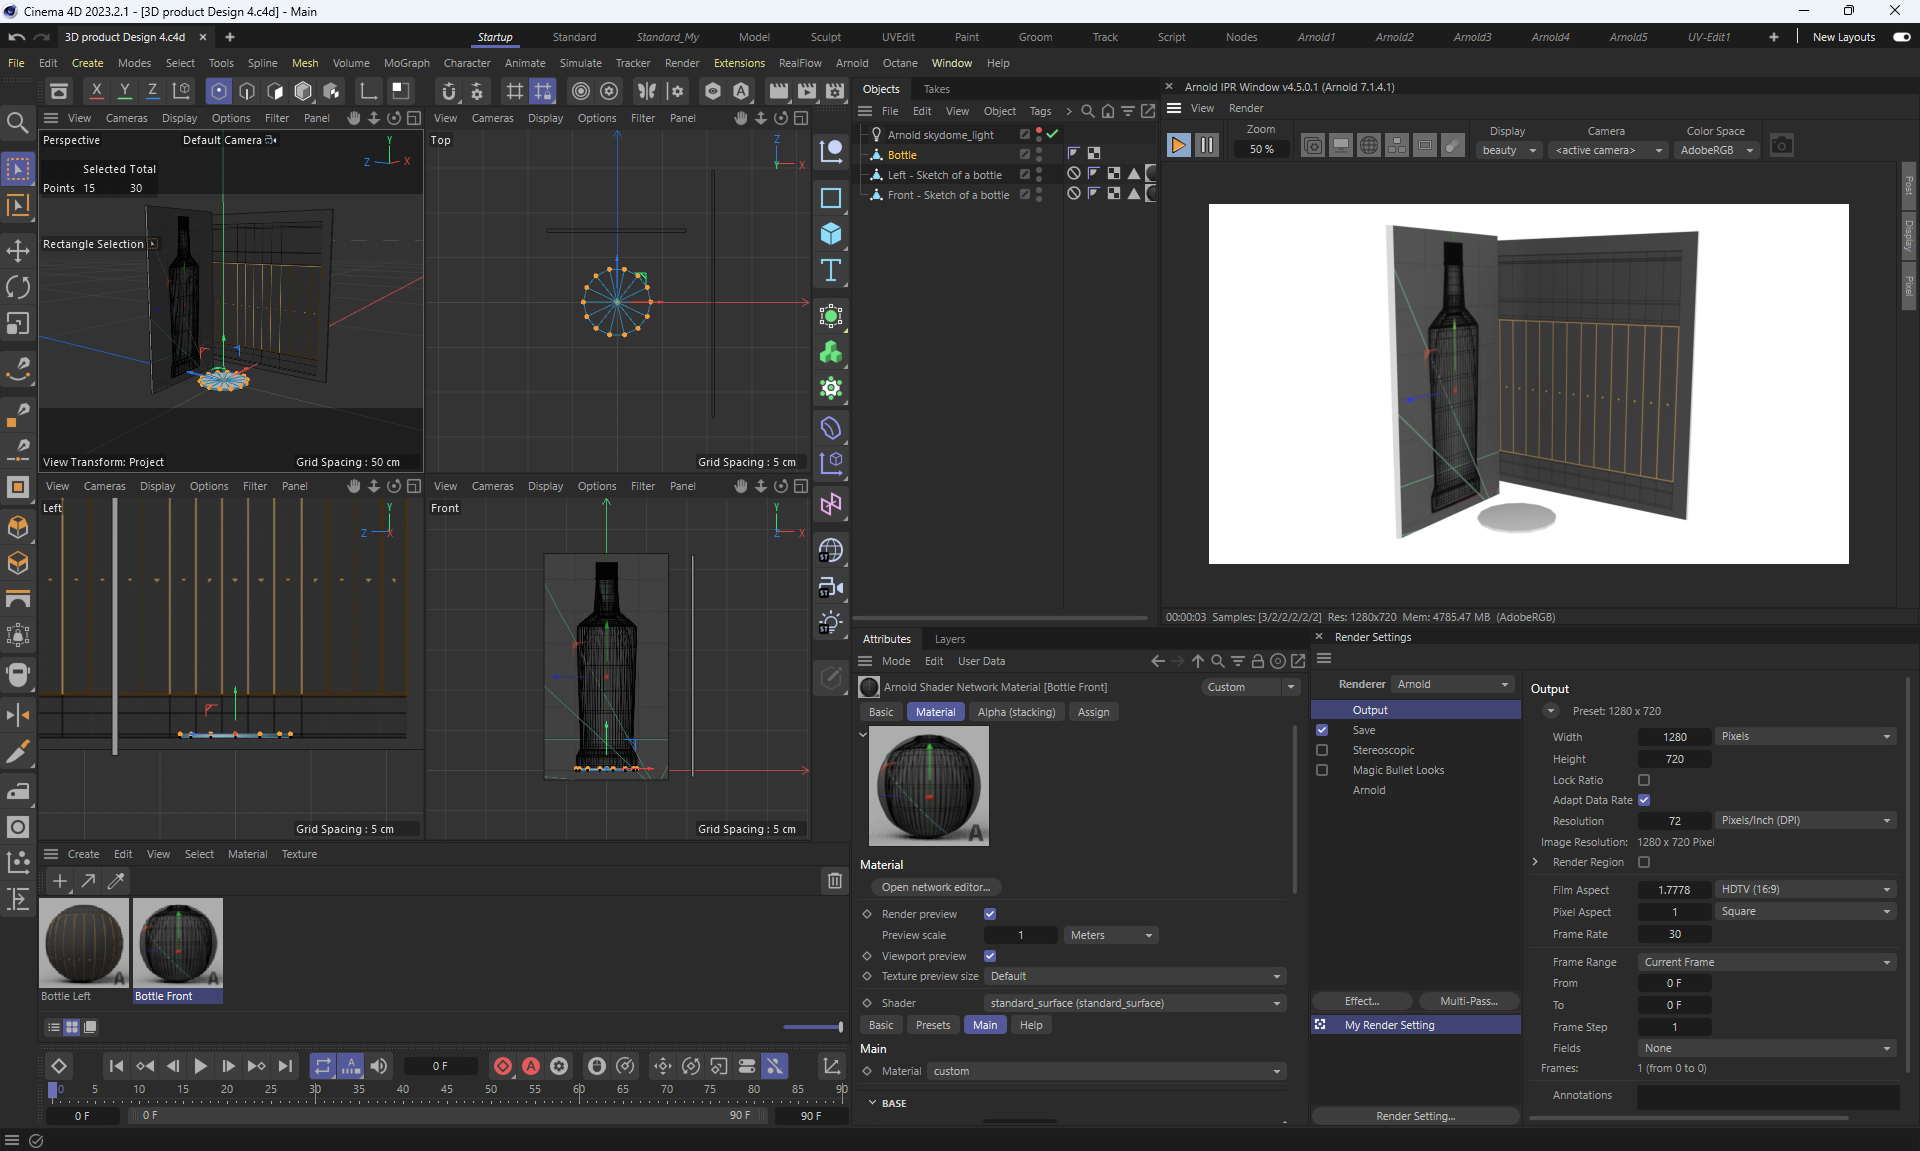 Cinema 4D 2023.2.1 - [3D product Design 4.c4d] - Main
3D product Design 4.c4d
Startup Standard Standard_My Model Sculpt UVEdit Paint Groom Track Script Nodes Arnold1 Arnold2 Arnold3 Arnold4 Arnold5 UV-Edit1 New Layouts
File Edit Create Modes Select Tools Spline Mesh Volume MoGraph Character Animate Simulate Tracker Render Extensions RealFlow Arnold Octane Window Help
X Y Z
View Cameras Display Options Filter Panel
Perspective
Default Camera
Selected Total
Points 15 30
Rectangle Selection
View Transform: Project
Grid Spacing : 50 cm
View Cameras Display Options Filter Panel
Top
Grid Spacing : 5 cm
View Cameras Display Options Filter Panel
Left
Grid Spacing : 5 cm
View Cameras Display Options Filter Panel
Front
Grid Spacing : 5 cm
Objects Takes
File Edit View Object Tags
Arnold skydome_light
Bottle
Left - Sketch of a bottle
Front - Sketch of a bottle
Arnold IPR Window v4.5.0.1 (Arnold 7.1.4.1)
View Render
Zoom
50 %
Display
beauty
Camera
<active camera>
Color Space
AdobeRGB
Post
Display
Pixel
00:00:03 Samples: [3/2/2/2/2/2] Res: 1280x720 Mem: 4785.47 MB (AdobeRGB)
Create Edit View Select Material Texture
Bottle Left
Bottle Front
0 F
0 5 10 15 20 25 30 35 40 45 50 55 60 65 70 75 80 85 90
0 F
0 F
90 F
90 F
Attributes Layers
Mode Edit User Data
Arnold Shader Network Material [Bottle Front]
Custom
Basic Material Alpha (stacking) Assign
Material
Open network editor...
Render preview
Preview scale 1 Meters
Viewport preview
Texture preview size Default
Shader standard_surface (standard_surface)
Basic Presets Main Help
Main
Material custom
BASE
Render Settings
Renderer Arnold
Output
Save
Stereoscopic
Magic Bullet Looks
Arnold
Effect... Multi-Pass...
My Render Setting
Render Setting...
Output
Preset: 1280 x 720
Width 1280 Pixels
Height 720
Lock Ratio
Adapt Data Rate
Resolution 72 Pixels/Inch (DPI)
Image Resolution: 1280 x 720 Pixel
Render Region
Film Aspect 1.7778 HDTV (16:9)
Pixel Aspect 1 Square
Frame Rate 30
Frame Range Current Frame
From 0 F
To 0 F
Frame Step 1
Fields None
Frames: 1 (from 0 to 0)
Annotations